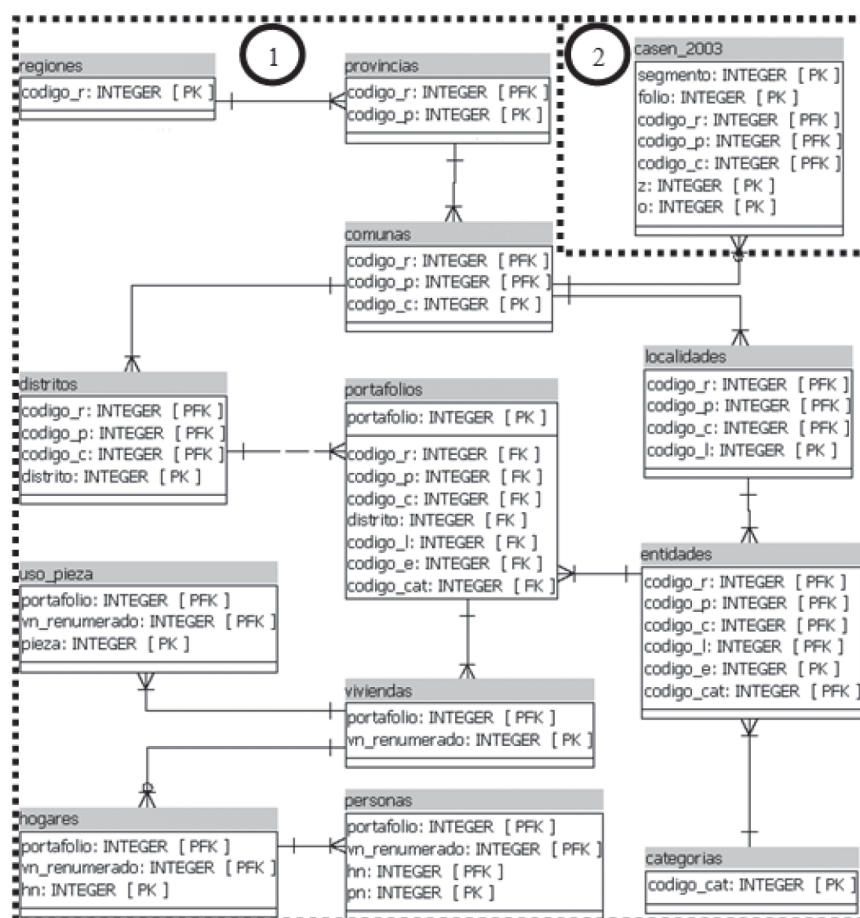 1
2
regiones
codigo_r: INTEGER [ PK ]
provincias
codigo_r: INTEGER [ PFK ]
codigo_p: INTEGER [ PK ]
casen_2003
segmento: INTEGER [ PK ]
folio: INTEGER [ PK ]
codigo_r: INTEGER [ PFK ]
codigo_p: INTEGER [ PFK ]
codigo_c: INTEGER [ PFK ]
z: INTEGER [ PK ]
o: INTEGER [ PK ]
comunas
codigo_r: INTEGER [ PFK ]
codigo_p: INTEGER [ PFK ]
codigo_c: INTEGER [ PK ]
distritos
codigo_r: INTEGER [ PFK ]
codigo_p: INTEGER [ PFK ]
codigo_c: INTEGER [ PFK ]
distrito: INTEGER [ PK ]
portafolios
portafolio: INTEGER [ PK ]
codigo_r: INTEGER [ FK ]
codigo_p: INTEGER [ FK ]
codigo_c: INTEGER [ FK ]
distrito: INTEGER [ FK ]
codigo_l: INTEGER [ FK ]
codigo_e: INTEGER [ FK ]
codigo_cat: INTEGER [ FK ]
localidades
codigo_r: INTEGER [ PFK ]
codigo_p: INTEGER [ PFK ]
codigo_c: INTEGER [ PFK ]
codigo_l: INTEGER [ PK ]
entidades
codigo_r: INTEGER [ PFK ]
codigo_p: INTEGER [ PFK ]
codigo_c: INTEGER [ PFK ]
codigo_l: INTEGER [ PFK ]
codigo_e: INTEGER [ PK ]
codigo_cat: INTEGER [ PFK ]
uso_pieza
portafolio: INTEGER [ PFK ]
vn_renumerado: INTEGER [ PFK ]
pieza: INTEGER [ PK ]
viviendas
portafolio: INTEGER [ PFK ]
vn_renumerado: INTEGER [ PK ]
hogares
portafolio: INTEGER [ PFK ]
vn_renumerado: INTEGER [ PFK ]
hn: INTEGER [ PK ]
personas
portafolio: INTEGER [ PFK ]
vn_renumerado: INTEGER [ PFK ]
hn: INTEGER [ PFK ]
pn: INTEGER [ PK ]
categorias
codigo_cat: INTEGER [ PK ]